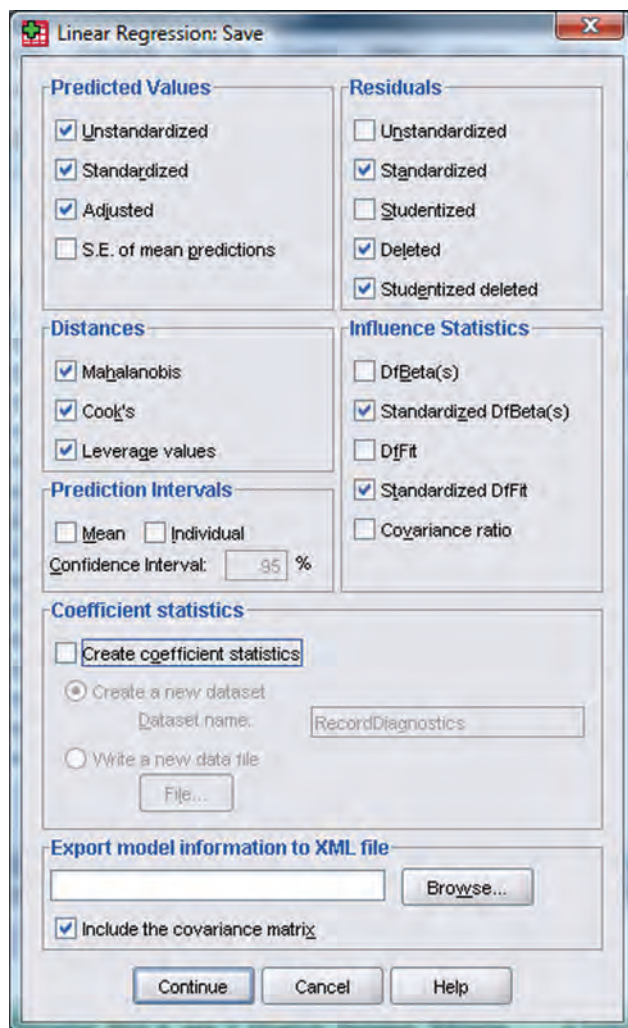 Linear Regression: Save
Predicted Values
Unstandardized
Standardized
Adjusted
S.E. of mean predictions
Residuals
Unstandardized
Standardized
Studentized
Deleted
Studentized deleted
Distances
Mahalanobis
Cook's
Leverage values
Influence Statistics
DfBeta(s)
Standardized DfBeta(s)
DfFit
Standardized DfFit
Covariance ratio
Prediction Intervals
Mean Individual
Confidence Interval: 95 %
Coefficient statistics
Create coefficient statistics
Create a new dataset
Dataset name: RecordDiagnostics
Write a new data file
File...
Export model information to XML file
Browse...
Include the covariance matrix
Continue Cancel Help